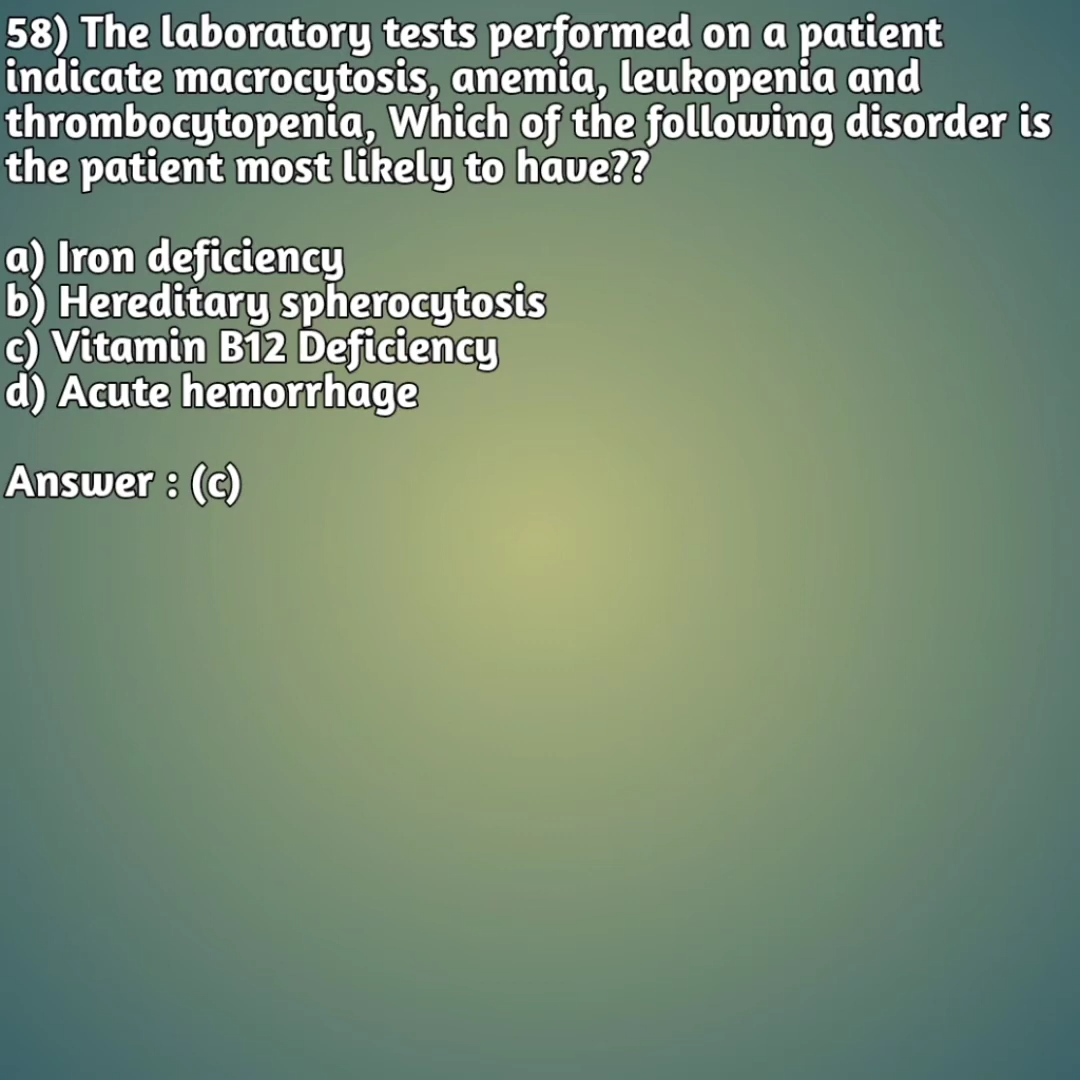 58) The laboratory tests performed on a patient
indicate macrocytosis, anemia, leukopenia and
thrombocytopenia, Which of the following disorder is
the patient most likely to have??
a) Iron deficiency
b) Hereditary spherocytosis
c) Vitamin B12 Deficiency
d) Acute hemorrhage
Answer : (c)